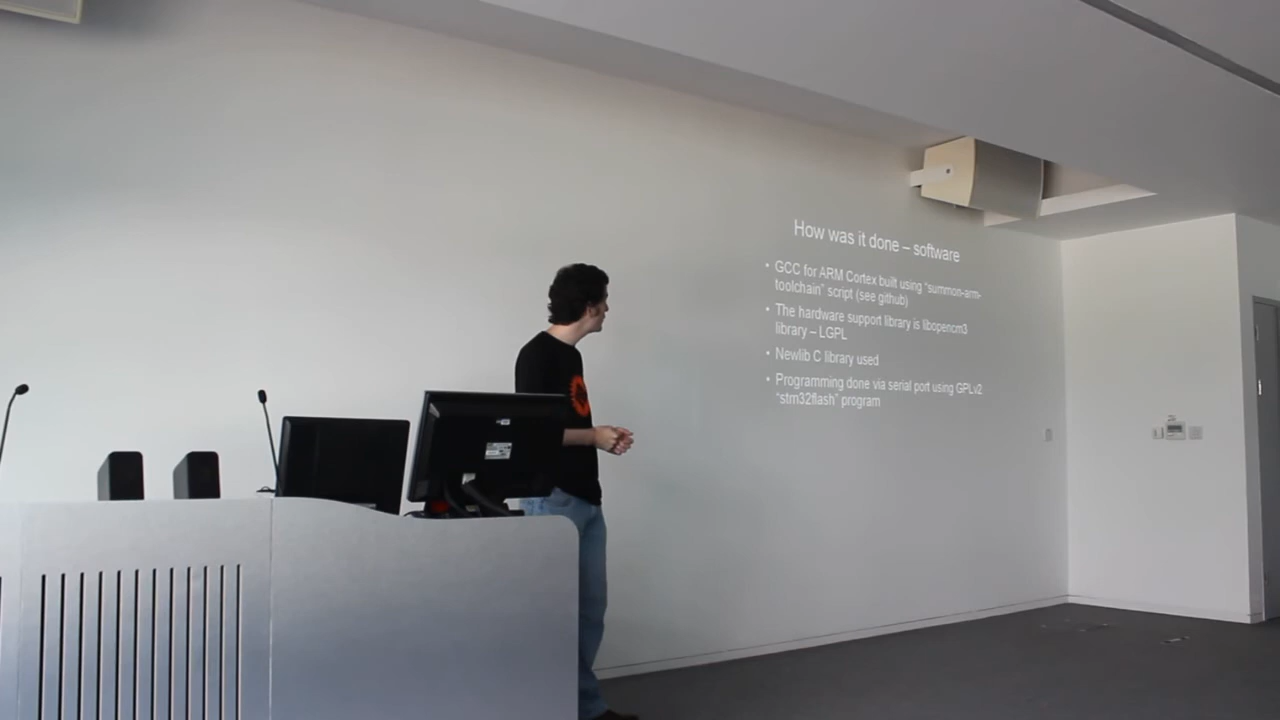 How was it done – software
• GCC for ARM Cortex built using “summon-arm-
toolchain” script (see github)
• The hardware support library is libopencm3
library – LGPL
• Newlib C library used
• Programming done via serial port using GPLv2
“stm32flash” program